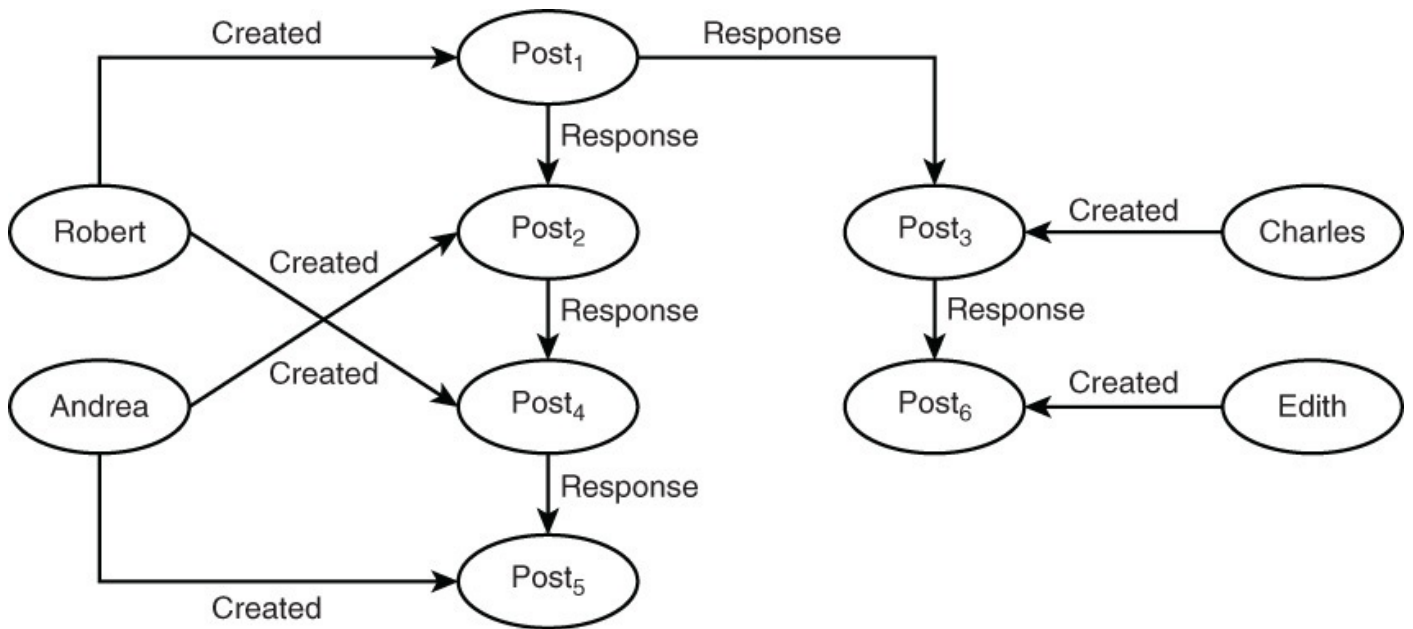 Created
Post₁
Response
Response
Robert
Created
Post₂
Post₃
Created
Charles
Response
Response
Andrea
Created
Post₄
Post₆
Created
Edith
Response
Post₅
Created